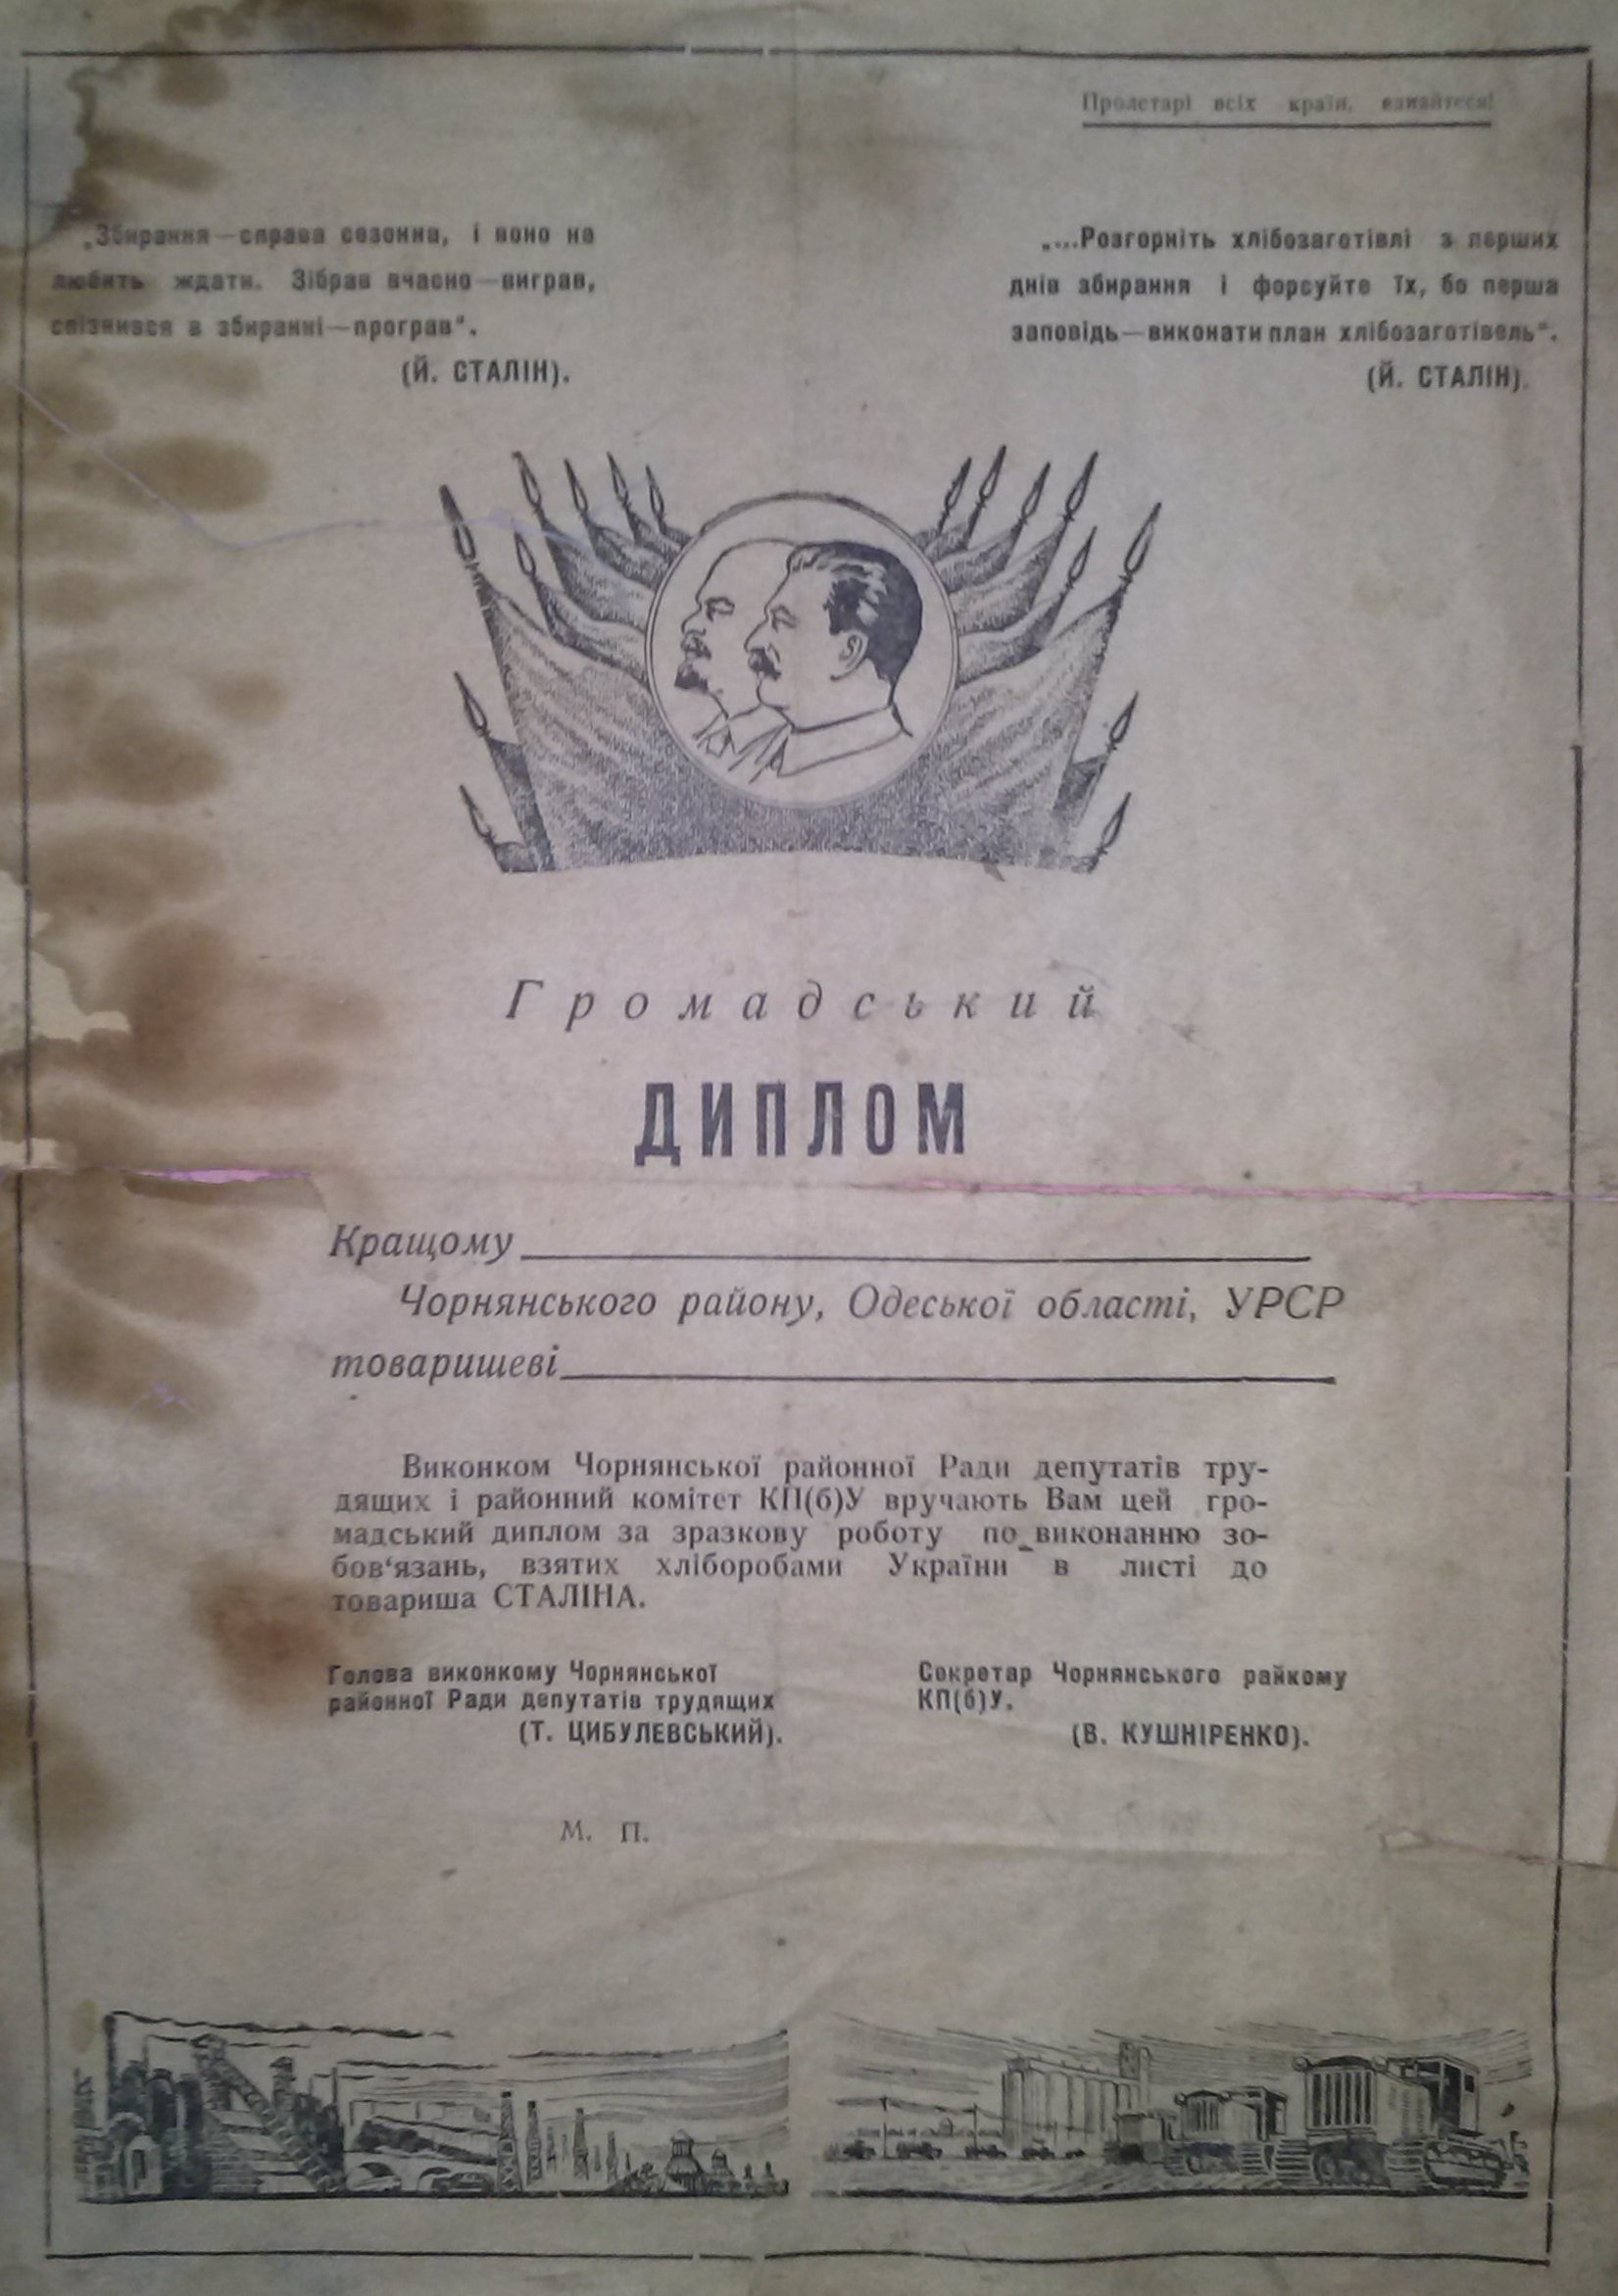 Пролетарі всіх країн, єднайтеся!
„Збирання—справа сезонна, і воно не
любить ждати. Зібрав вчасно—виграв,
спізнився в збиранні—програв“.
(Й. СТАЛІН).
„...Розгорніть хлібозаготівлі з перших
днів збирання і форсуйте їх, бо перша
заповідь—виконати план хлібозаготівель“.
(Й. СТАЛІН).
Громадський
ДИПЛОМ
Кращому
Чорнянського району, Одеської області, УРСР
товаришеві
Виконком Чорнянської районної Ради депутатів тру-
дящих і районний комітет КП(б)У вручають Вам цей гро-
мадський диплом за зразкову роботу по виконанню зо-
бов‘язань, взятих хліборобами України в листі до
товариша СТАЛІНА.
Голова виконкому Чорнянської
районної Ради депутатів трудящих
(Т. ЦИБУЛЕВСЬКИЙ).
Секретар Чорнянського райкому
КП(б)У.
(В. КУШНІРЕНКО).
М. П.